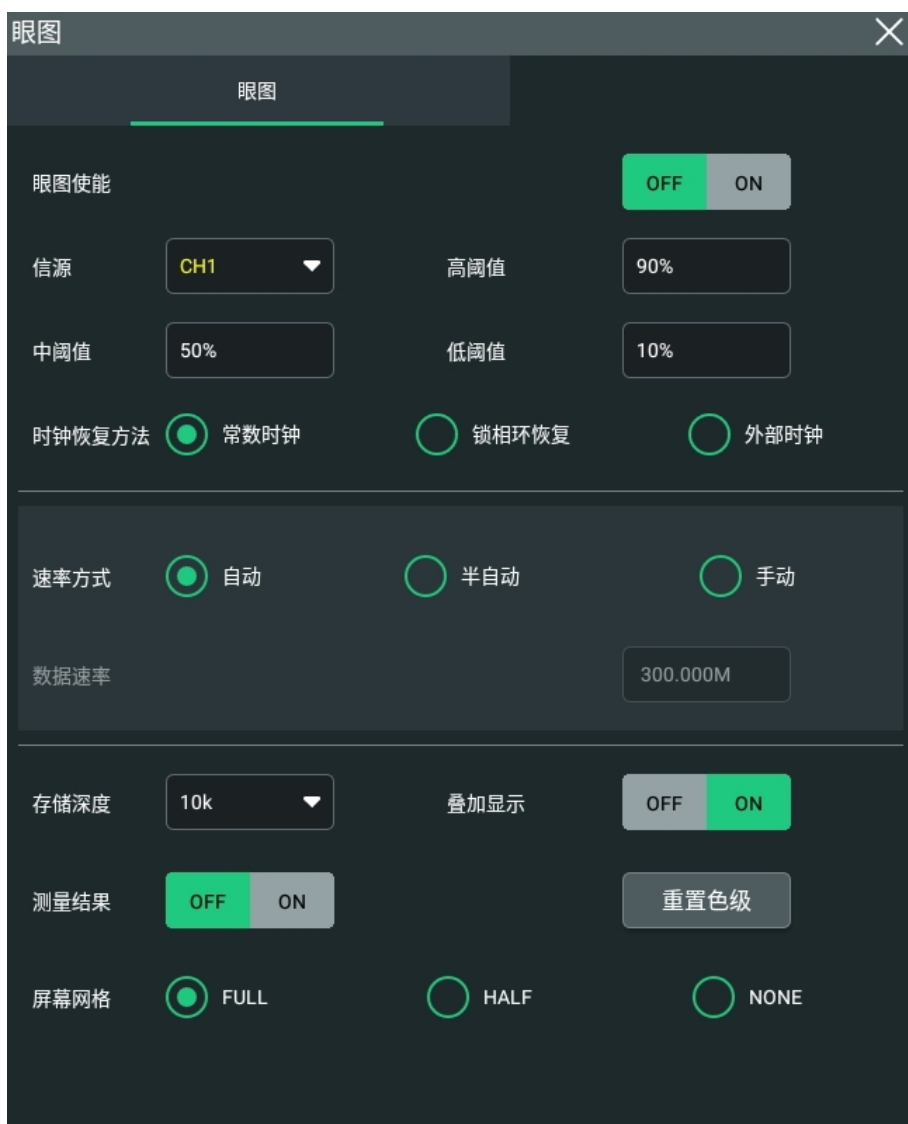 眼图
眼图
眼图使能 OFF ON
信源 CH1 高阈值 90%
中阈值 50% 低阈值 10%
时钟恢复方法 常数时钟 锁相环恢复 外部时钟
速率方式 自动 半自动 手动
数据速率 300.000M
存储深度 10k 叠加显示 OFF ON
测量结果 OFF ON 重置色级
屏幕网格 FULL HALF NONE